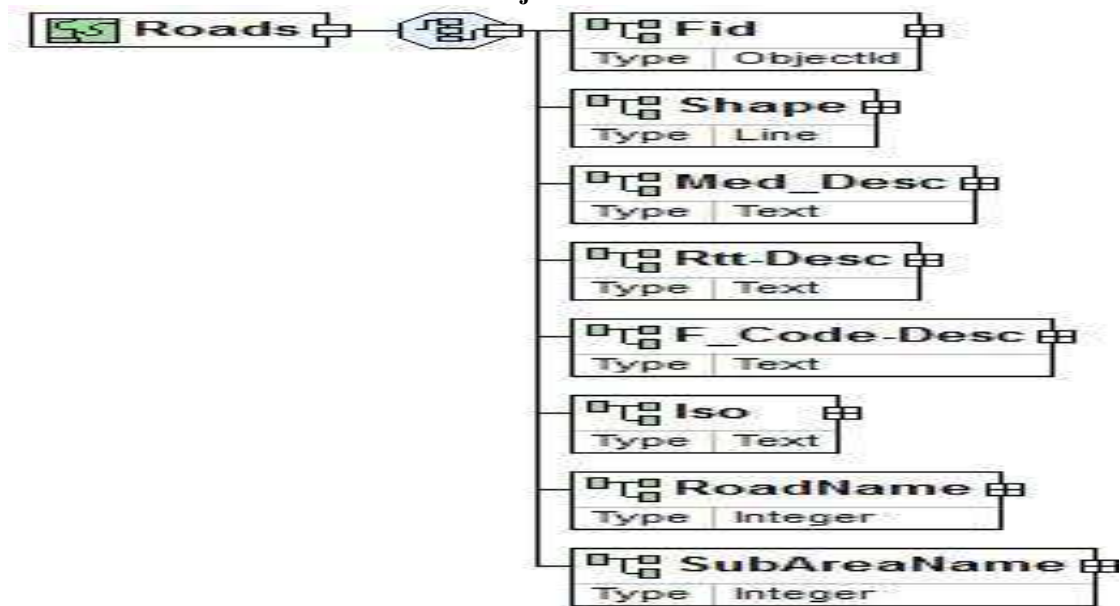 Roads
Fid
Type ObjectId
Shape
Type Line
Med_Desc
Type Text
Rtt-Desc
Type Text
F_Code-Desc
Type Text
Iso
Type Text
RoadName
Type Integer
SubAreaName
Type Integer